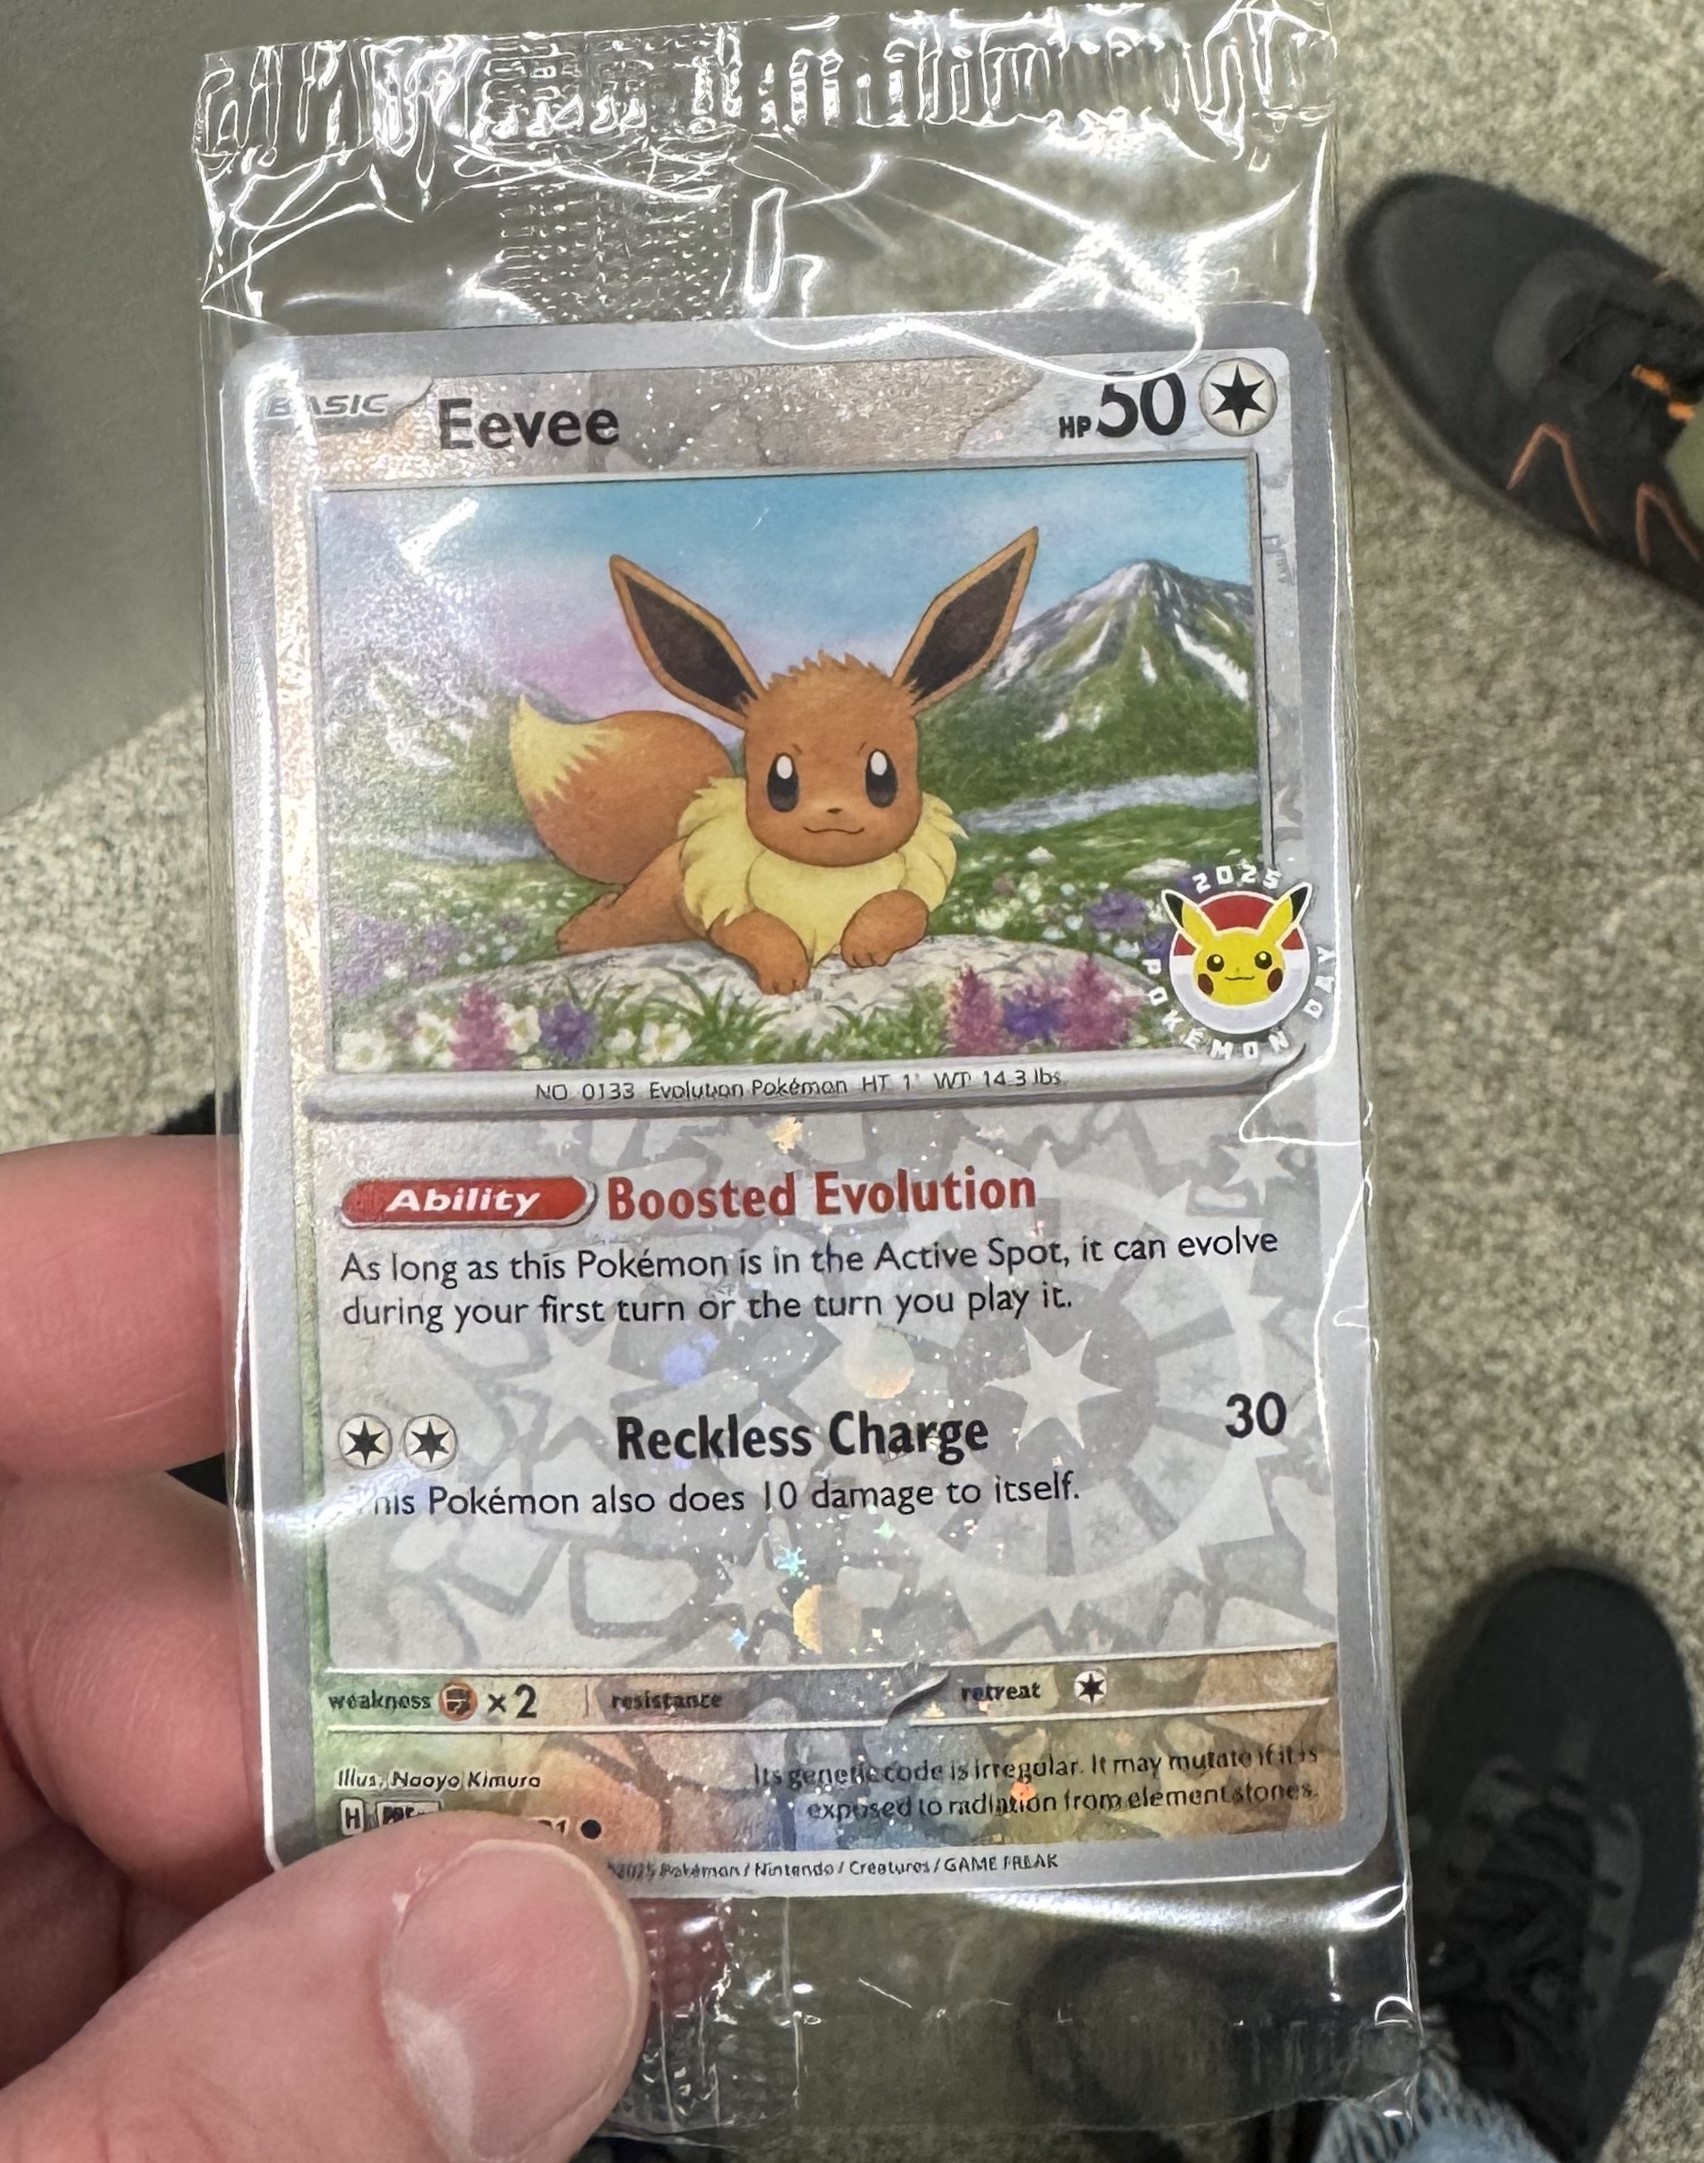 BASIC
Eevee
HP 50
2025
POKÉMON DAY
NO 0133 Evolution Pokémon HT 1' WT 14.3 lbs
Ability Boosted Evolution
As long as this Pokémon is in the Active Spot, it can evolve
during your first turn or the turn you play it.
Reckless Charge 30
This Pokémon also does 10 damage to itself.
weakness ×2 resistance retreat
Its genetic code is irregular. It may mutate if it is
exposed to radiation from element stones.
Illus. Naoyo Kimura
H
©2025 Pokémon / Nintendo / Creatures / GAME FREAK